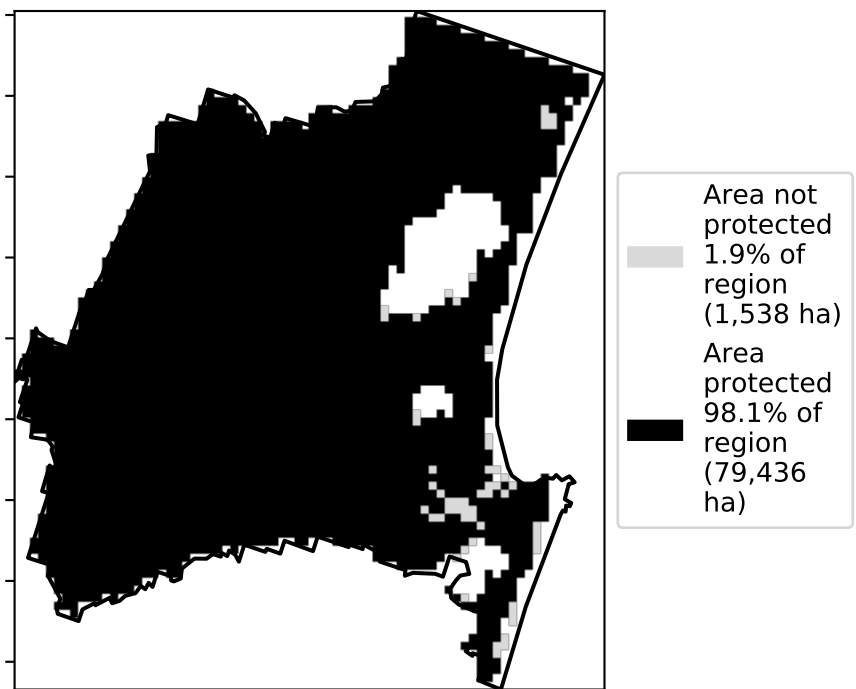 Area not
protected
1.9% of
region
(1,538 ha)
Area
protected
98.1% of
region
(79,436
ha)